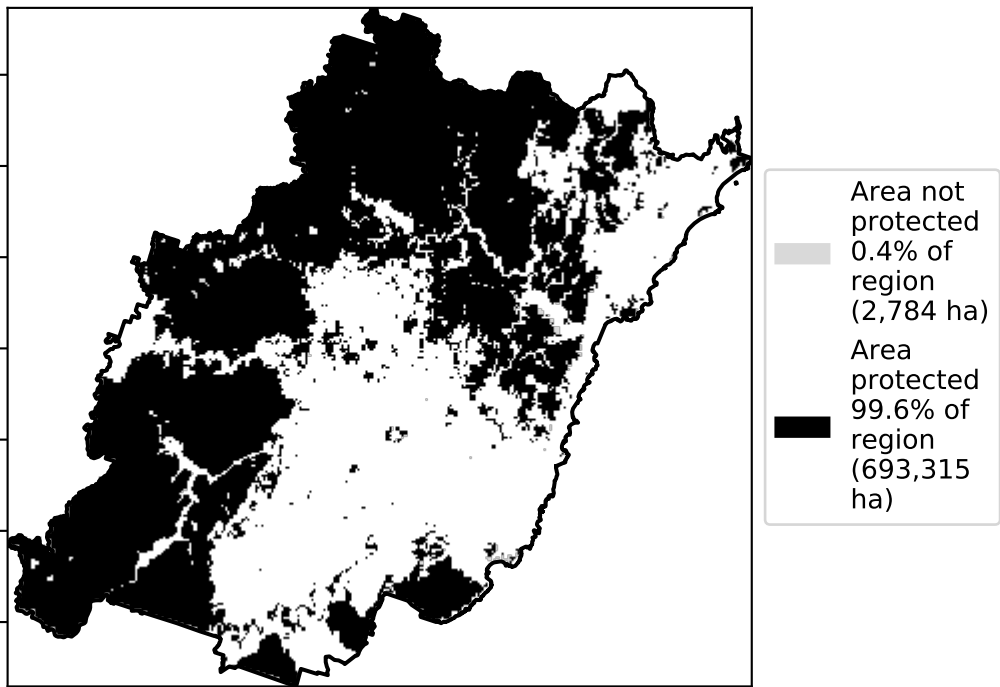 Area not
protected
0.4% of
region
(2,784 ha)
Area
protected
99.6% of
region
(693,315
ha)